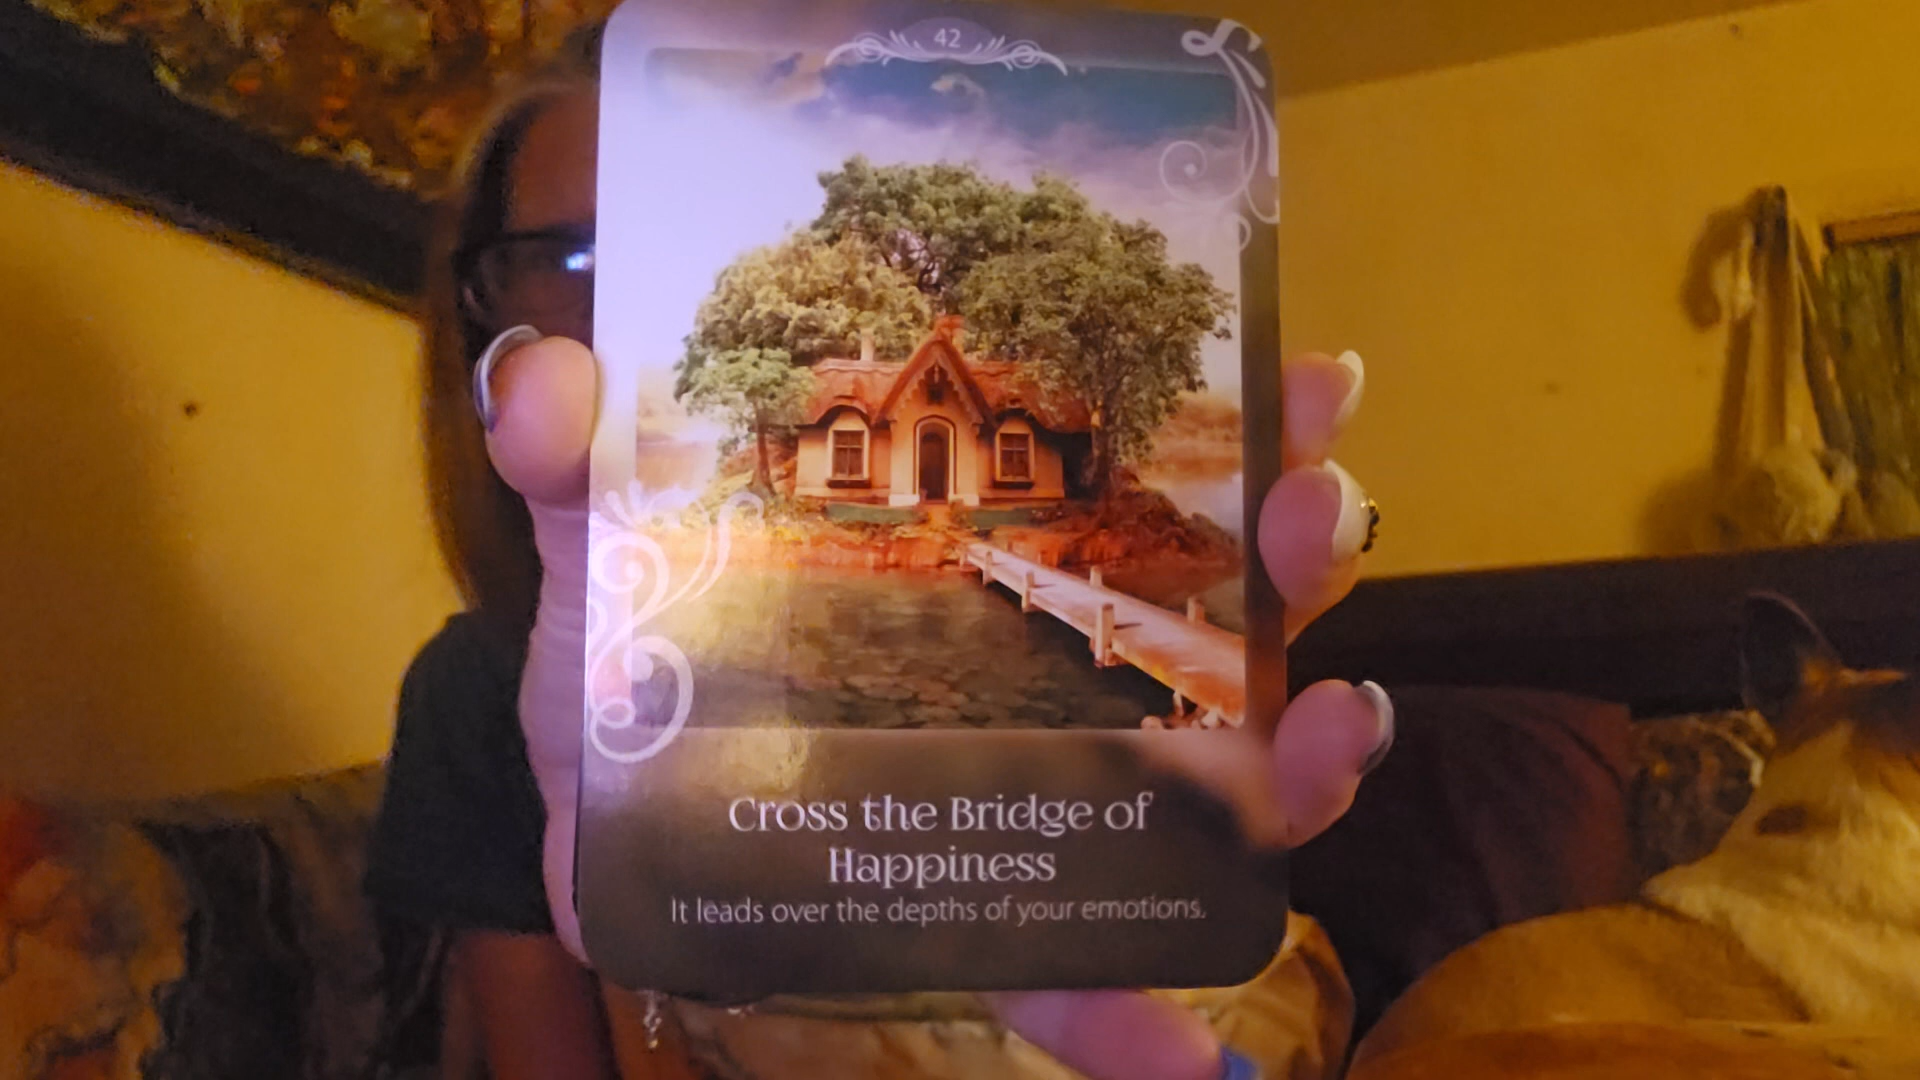 42
Cross the Bridge of
Happiness
It leads over the depths of your emotions.